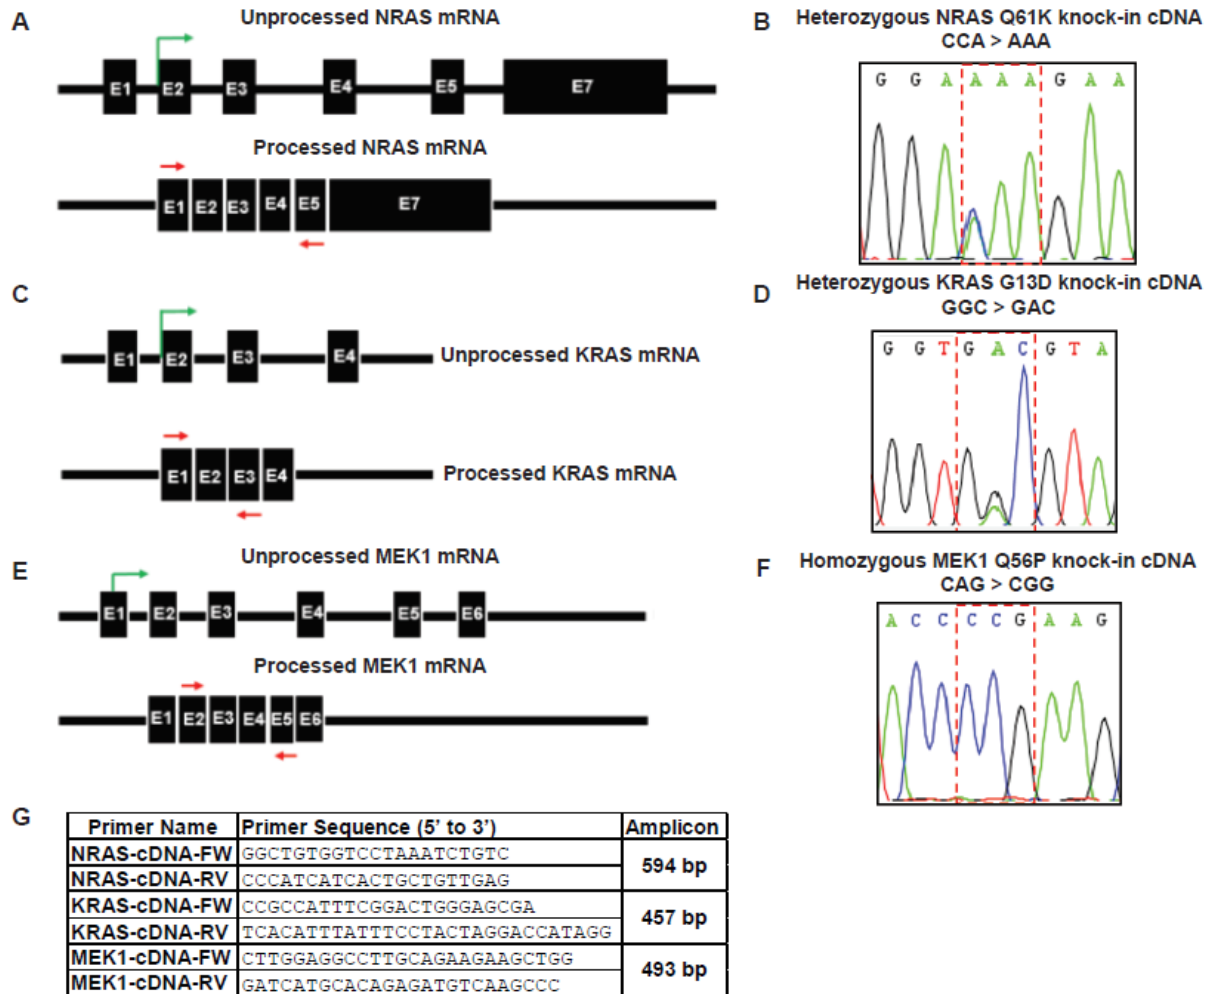 A
Unprocessed NRAS mRNA
E1 E2 E3 E4 E5 E7
Processed NRAS mRNA
E1 E2 E3 E4 E5 E7
B
Heterozygous NRAS Q61K knock-in cDNA
CCA > AAA
G G A A A A G A A
C
E1 E2 E3 E4
Unprocessed KRAS mRNA
E1 E2 E3 E4
Processed KRAS mRNA
D
Heterozygous KRAS G13D knock-in cDNA
GGC > GAC
G G T G A C G T A
E
Unprocessed MEK1 mRNA
E1 E2 E3 E4 E5 E6
Processed MEK1 mRNA
E1 E2 E3 E4 E5 E6
F
Homozygous MEK1 Q56P knock-in cDNA
CAG > CGG
A C C C C G A A G
G
Primer Name Primer Sequence (5’ to 3’) Amplicon
NRAS-cDNA-FW GGCTGTGGTCCTAAATCTGTC 594 bp
NRAS-cDNA-RV CCCATCATCACTGCTGTTGAG
KRAS-cDNA-FW CCGCCATTTCGGACTGGGAGCGA 457 bp
KRAS-cDNA-RV TCACATTTATTTCCTACTAGGACCATAGG
MEK1-cDNA-FW CTTGGAGGCCTTGCAGAAGAAGCTGG 493 bp
MEK1-cDNA-RV GATCATGCACAGAGATGTCAAGCCC